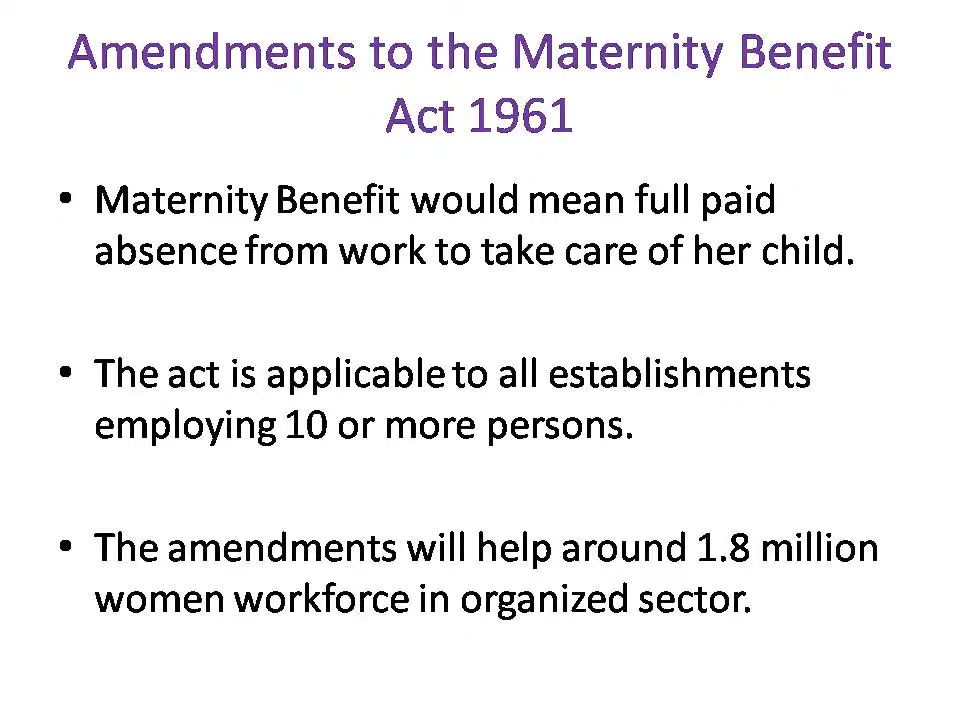 Amendments to the Maternity Benefit
Act 1961
• Maternity Benefit would mean full paid
absence from work to take care of her child.
• The act is applicable to all establishments
employing 10 or more persons.
• The amendments will help around 1.8 million
women workforce in organized sector.